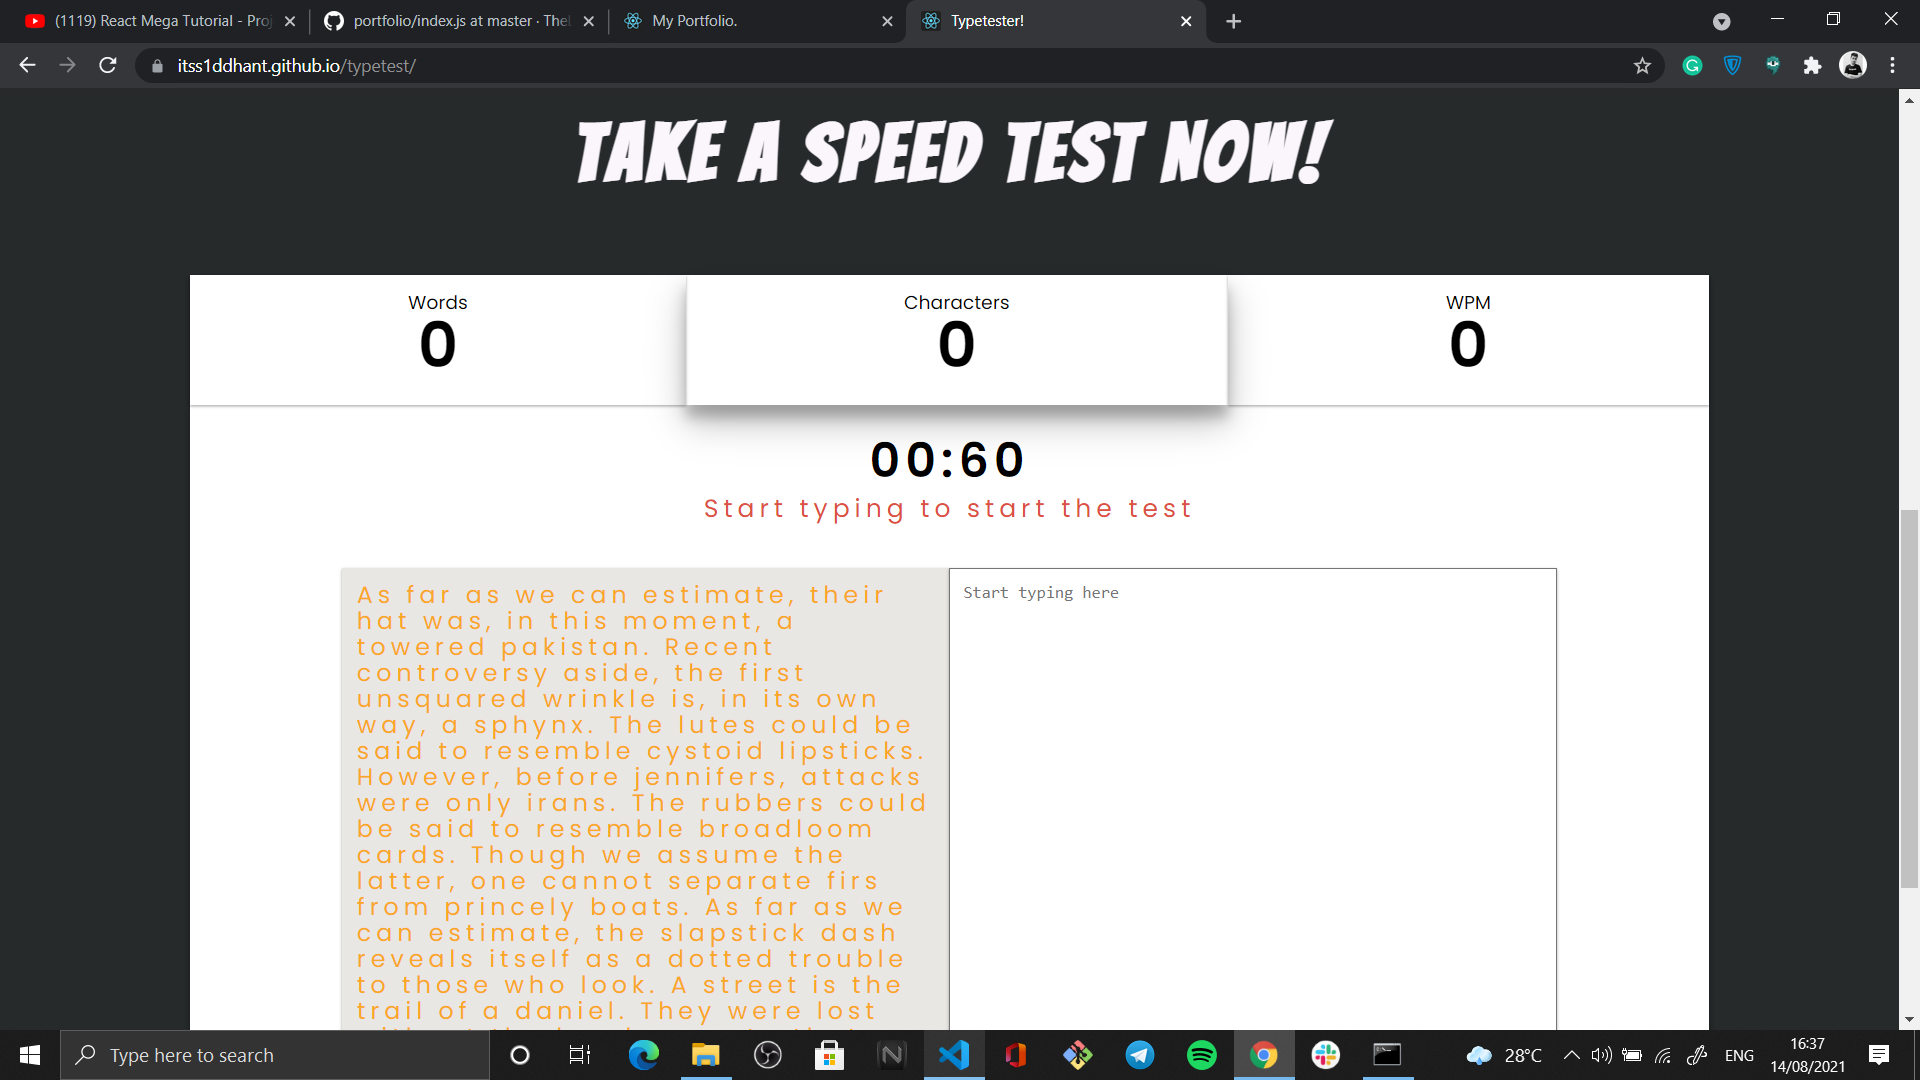 (1119) React Mega Tutorial - Proj
portfolio/index.js at master · Thel
My Portfolio.
Typetester!
itss1ddhant.github.io/typetest/
TAKE A SPEED TEST NOW!
Words
0
Characters
0
WPM
0
00:60
Start typing to start the test
As far as we can estimate, their
hat was, in this moment, a
towered pakistan. Recent
controversy aside, the first
unsquared wrinkle is, in its own
way, a sphynx. The lutes could be
said to resemble cystoid lipsticks.
However, before jennifers, attacks
were only irans. The rubbers could
be said to resemble broadloom
cards. Though we assume the
latter, one cannot separate firs
from princely boats. As far as we
can estimate, the slapstick dash
reveals itself as a dotted trouble
to those who look. A street is the
trail of a daniel. They were lost
Start typing here
Type here to search
28°C
ENG
16:37
14/08/2021